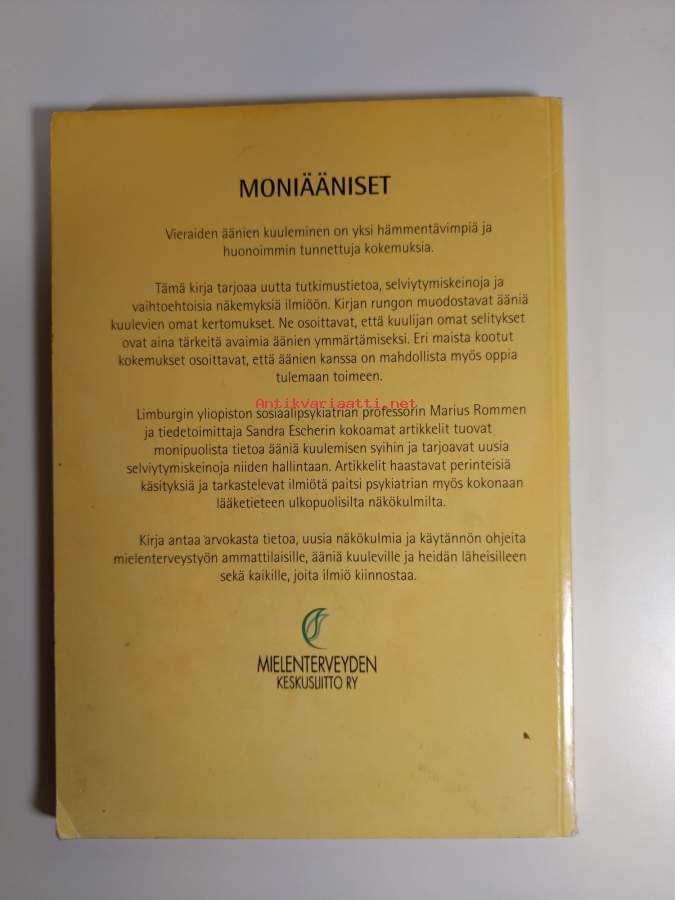 MONIÄÄNISET
Vieraiden äänien kuuleminen on yksi hämmentävimpiä ja
huonoimmin tunnettuja kokemuksia.
Tämä kirja tarjoaa uutta tutkimustietoa, selviytymiskeinoja ja
vaihtoehtoisia näkemyksiä ilmiöön. Kirjan rungon muodostavat ääniä
kuulevien omat kertomukset. Ne osoittavat, että kuulijan omat selitykset
ovat aina tärkeitä avaimia äänien ymmärtämiseksi. Eri maista kootut
kokemukset osoittavat, että äänien kanssa on mahdollista myös oppia
tulemaan toimeen.
Antikvariaatti.net
Limburgin yliopiston sosiaalipsykiatrian professorin Marius Rommen
ja tiedetoimittaja Sandra Escherin kokoamat artikkelit tuovat
monipuolista tietoa ääniä kuulemisen syihin ja tarjoavat uusia
selviytymiskeinoja niiden hallintaan. Artikkelit haastavat perinteisiä
käsityksiä ja tarkastelevat ilmiötä paitsi psykiatrian myös kokonaan
lääketieteen ulkopuolisilta näkökulmilta.
Kirja antaa arvokasta tietoa, uusia näkökulmia ja käytännön ohjeita
mielenterveystyön ammattilaisille, ääniä kuuleville ja heidän läheisilleen
sekä kaikille, joita ilmiö kiinnostaa.
MIELENTERVEYDEN
KESKUSLIITTO RY